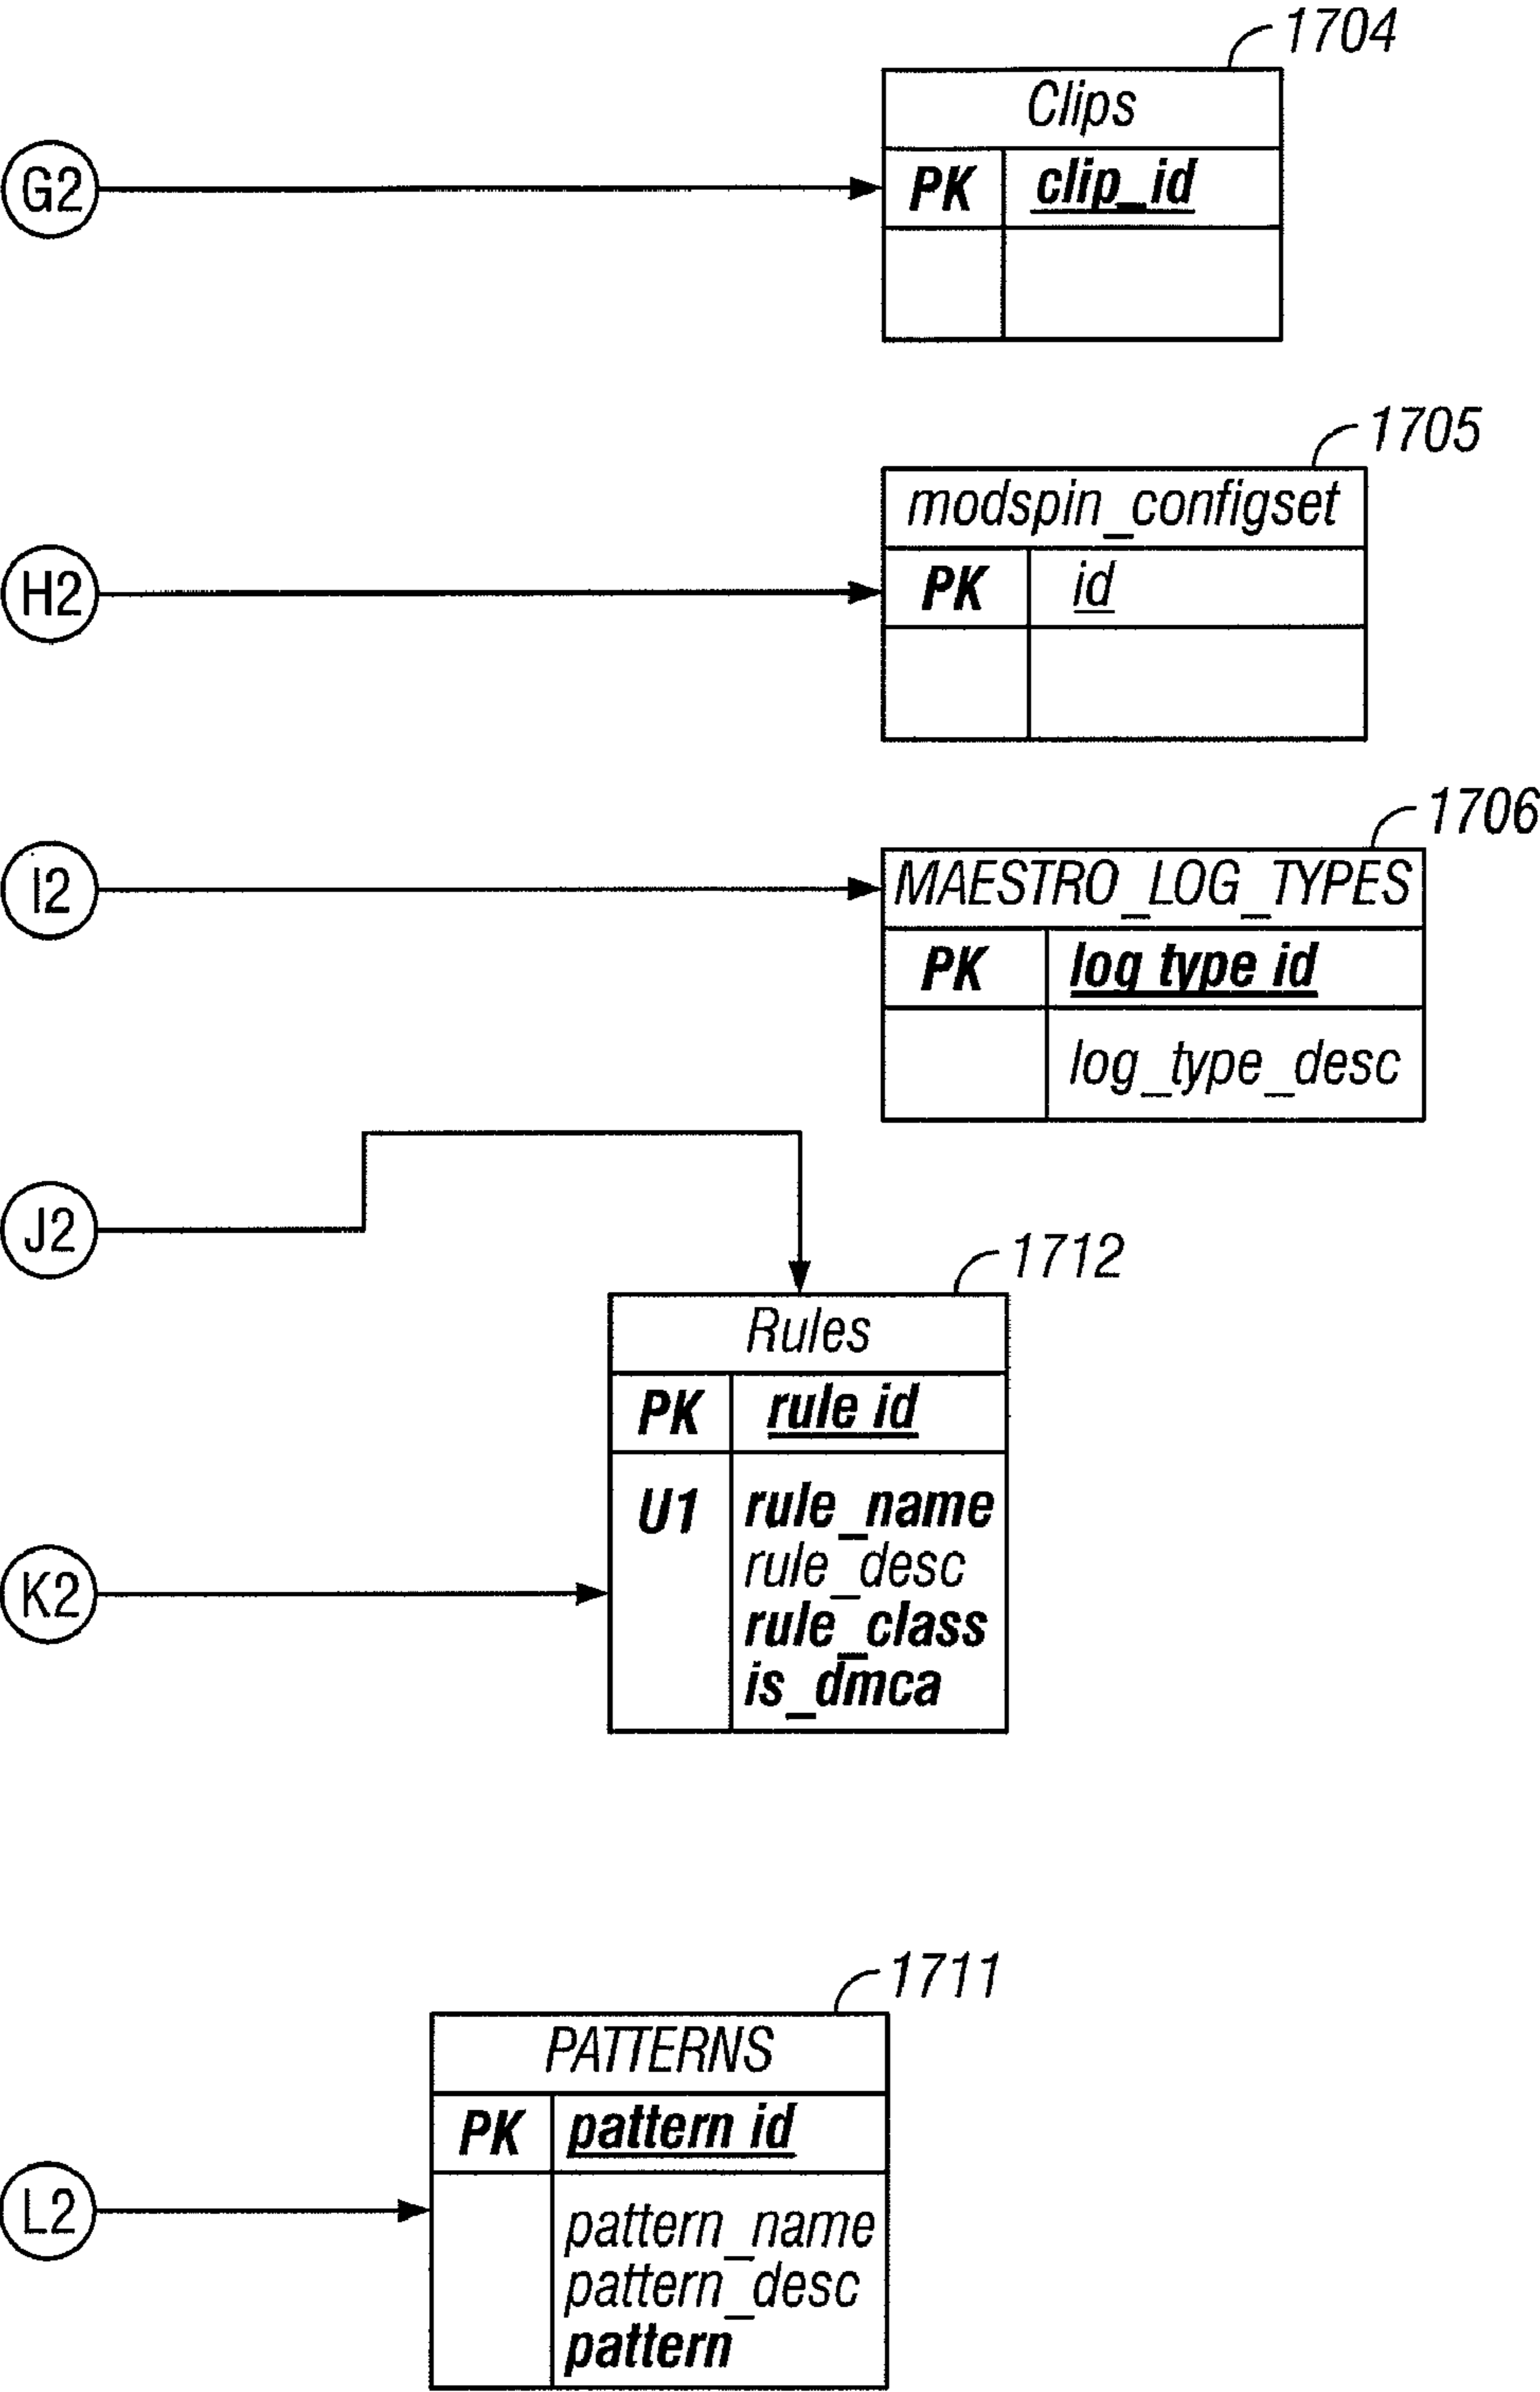 1704
Clips
G2
PK clip_id
1705
modspin_configset
H2
PK id
1706
I2
MAESTRO_LOG_TYPES
PK log type id
log_type_desc
J2
1712
Rules
PK rule id
U1 rule_name
rule_desc
K2
rule_class
is_dmca
1711
PATTERNS
PK pattern id
L2
pattern_name
pattern_desc
pattern